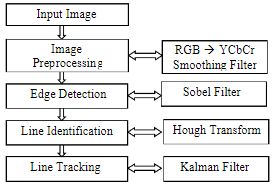 Input Image
Image
Preprocessing
RGB → YCbCr
Smoothing Filter
Edge Detection
Sobel Filter
Line Identification
Hough Transform
Line Tracking
Kalman Filter